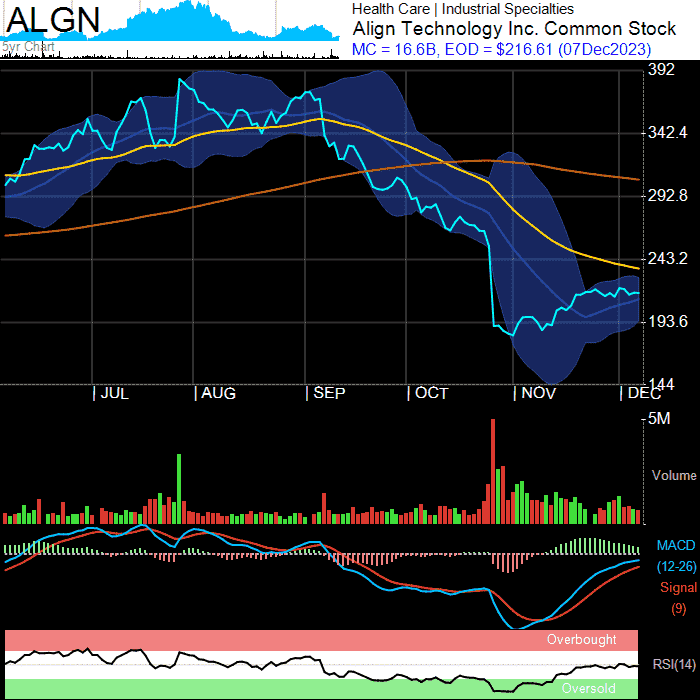 ALGN
5yr Chart
Health Care | Industrial Specialties
Align Technology Inc. Common Stock
MC = 16.6B, EOD = $216.61 (07Dec2023)
392
342.4
292.8
243.2
193.6
144
| JUL | AUG | SEP | OCT | NOV | DEC
5M
Volume
MACD
(12-26)
Signal
(9)
Overbought
RSI(14)
Oversold